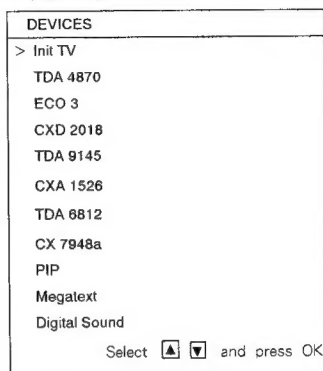 DEVICES
> Init TV
TDA 4870
ECO 3
CXD 2018
TDA 9145
CXA 1526
TDA 6812
CX 7948a
PIP
Megatext
Digital Sound
Select ▲ ▼ and press OK